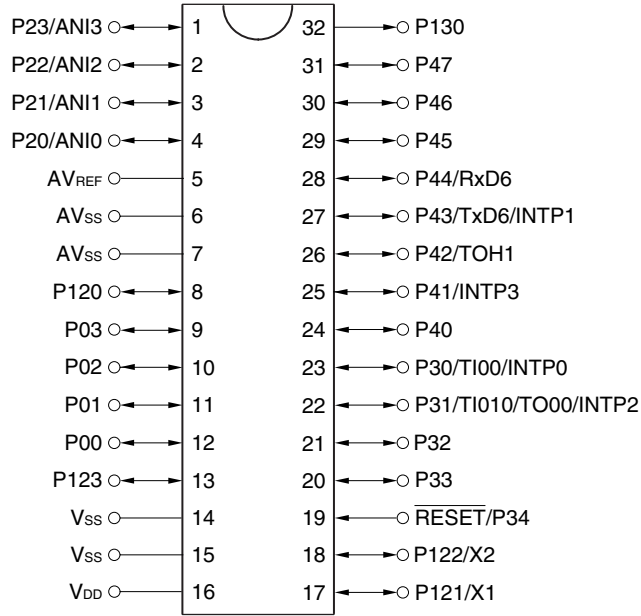 P23/ANI3 1 32 P130
P22/ANI2 2 31 P47
P21/ANI1 3 30 P46
P20/ANI0 4 29 P45
AVREF 5 28 P44/RxD6
AVSS 6 27 P43/TxD6/INTP1
AVSS 7 26 P42/TOH1
P120 8 25 P41/INTP3
P03 9 24 P40
P02 10 23 P30/TI00/INTP0
P01 11 22 P31/TI010/TO00/INTP2
P00 12 21 P32
P123 13 20 P33
VSS 14 19 RESET/P34
VSS 15 18 P122/X2
VDD 16 17 P121/X1